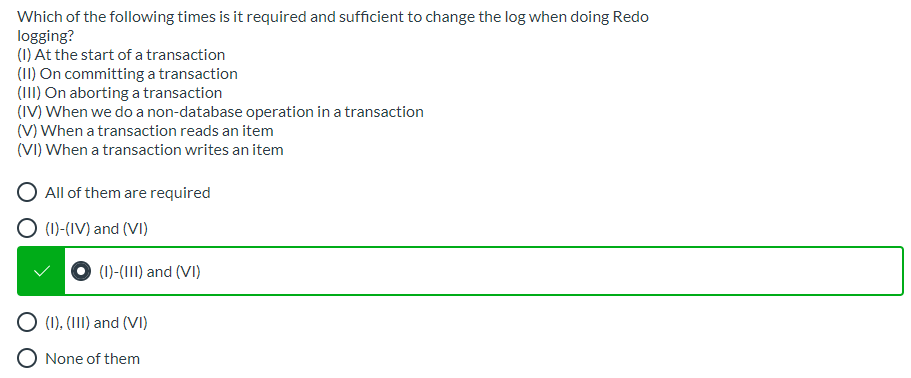 Which of the following times is it required and sufficient to change the log when doing Redo
logging?
(I) At the start of a transaction
(II) On committing a transaction
(III) On aborting a transaction
(IV) When we do a non-database operation in a transaction
(V) When a transaction reads an item
(VI) When a transaction writes an item
All of them are required
(I)-(IV) and (VI)
(I)-(III) and (VI)
(I), (III) and (VI)
None of them